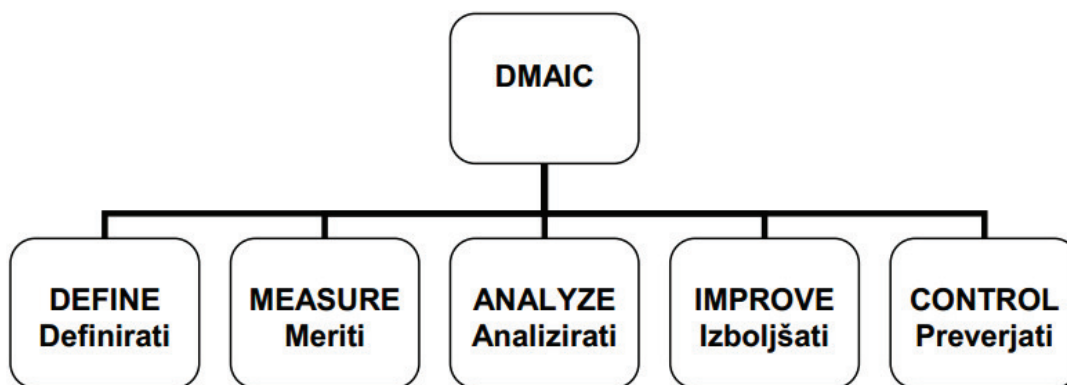 DMAIC
DEFINE
Definirati
MEASURE
Meriti
ANALYZE
Analizirati
IMPROVE
Izboljšati
CONTROL
Preverjati